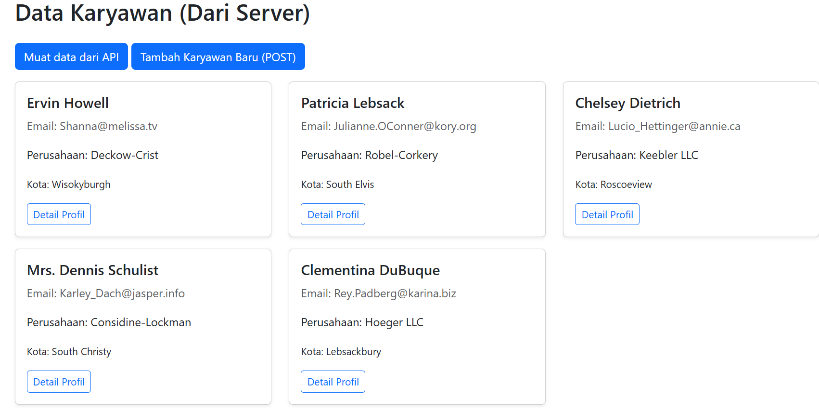 Data Karyawan (Dari Server)
Muat data dari API
Tambah Karyawan Baru (POST)
Ervin Howell
Email: Shanna@melissa.tv
Perusahaan: Deckow-Crist
Kota: Wisokyburgh
Detail Profil
Patricia Lebsack
Email: Julianne.OConner@kory.org
Perusahaan: Robel-Corkery
Kota: South Elvis
Detail Profil
Chelsey Dietrich
Email: Lucio_Hettinger@annie.ca
Perusahaan: Keebler LLC
Kota: Roscoeview
Detail Profil
Mrs. Dennis Schulist
Email: Karley_Dach@jasper.info
Perusahaan: Considine-Lockman
Kota: South Christy
Detail Profil
Clementina DuBuque
Email: Rey.Padberg@karina.biz
Perusahaan: Hoeger LLC
Kota: Lebsackbury
Detail Profil